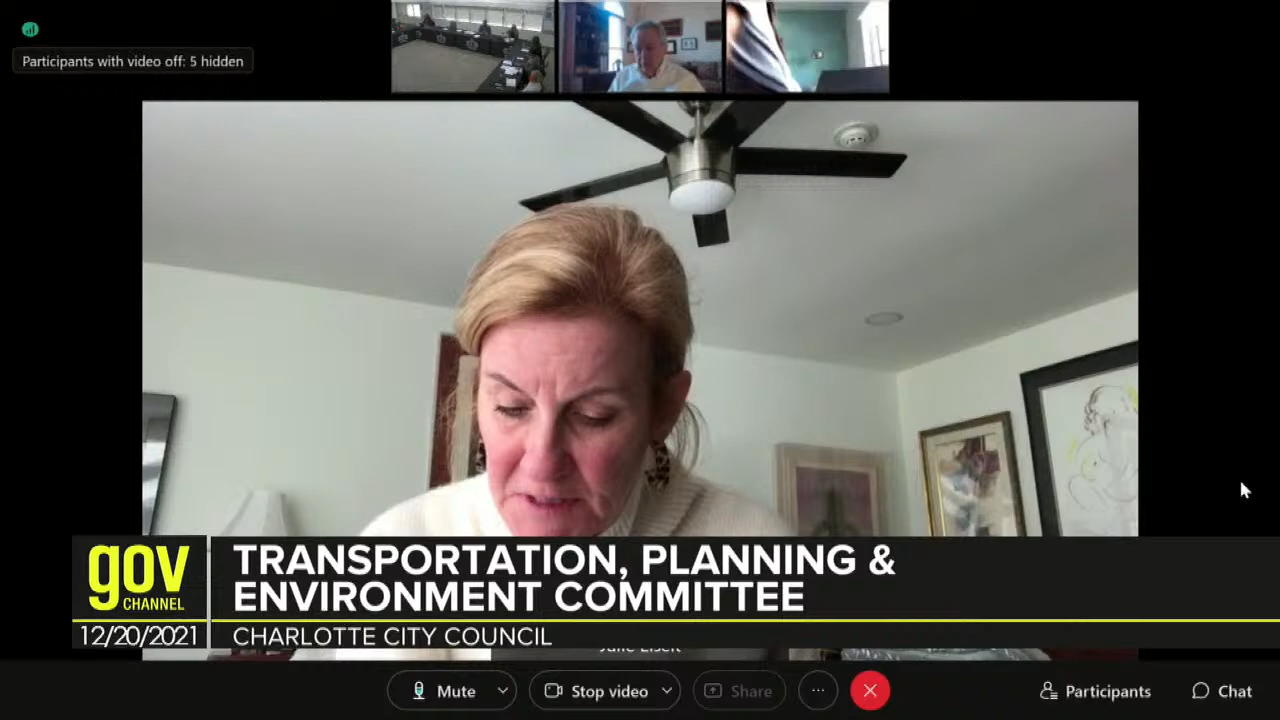 Participants with video off: 5 hidden
gov
CHANNEL
TRANSPORTATION, PLANNING &
ENVIRONMENT COMMITTEE
12/20/2021
CHARLOTTE CITY COUNCIL
Mute
Stop video
Share
Participants
Chat